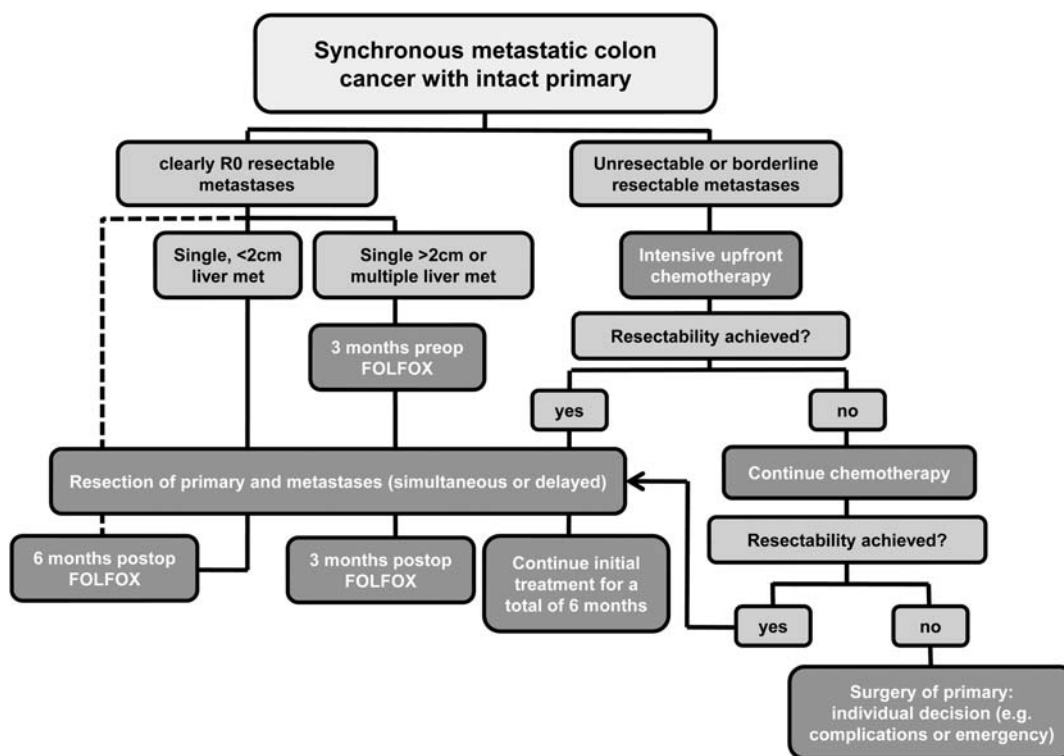 Synchronous metastatic colon
cancer with intact primary
clearly R0 resectable
metastases
Unresectable or borderline
resectable metastases
Single, <2cm
liver met
Single >2cm or
multiple liver met
Intensive upfront
chemotherapy
3 months preop
FOLFOX
Resectability achieved?
yes
no
Resection of primary and metastases (simultaneous or delayed)
Continue chemotherapy
6 months postop
FOLFOX
3 months postop
FOLFOX
Continue initial
treatment for a
total of 6 months
Resectability achieved?
yes
no
Surgery of primary:
individual decision (e.g.
complications or emergency)